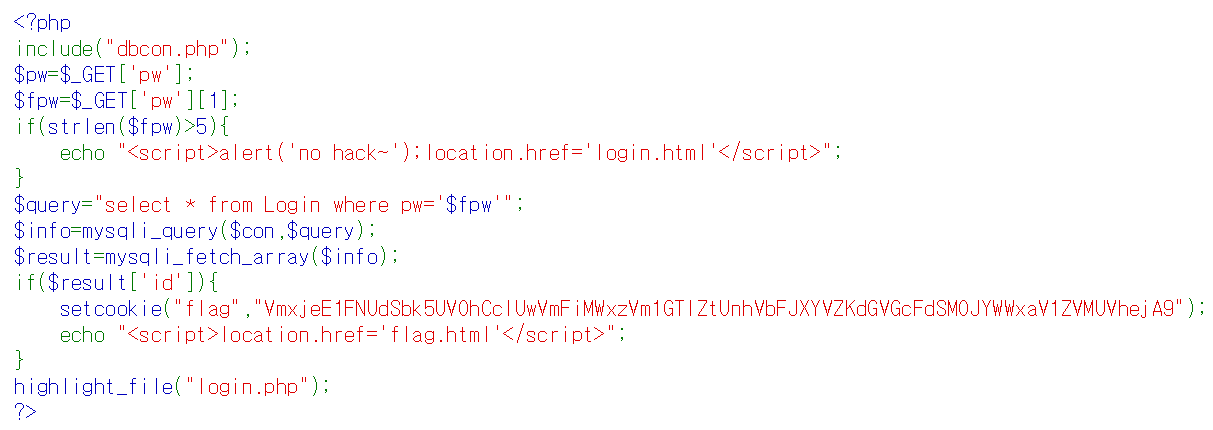 <?php
include("dbcon.php");
$pw=$_GET['pw'];
$fpw=$_GET['pw'][1];
if(strlen($fpw)>5){
    echo "<script>alert('no hack~');location.href='login.html'</script>";
}
$query="select * from Login where pw='$fpw'";
$info=mysqli_query($con,$query);
$result=mysqli_fetch_array($info);
if($result['id']){
    setcookie("flag","VmxjeE1FNUdSbk5UV0hCclUwVmFiMWxzVm1GTlZtUnhVbFJXYVZKdGVGcFdSM0JYWWxaV1ZVMUVhejA9");
    echo "<script>location.href='flag.html'</script>";
}
highlight_file("login.php");
?>